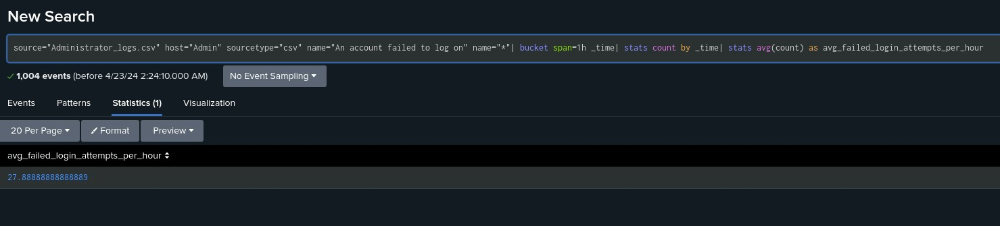 New Search
source="Administrator_logs.csv" host="Admin" sourcetype="csv" name="An account failed to log on" name="*"| bucket span=1h _time| stats count by _time| stats avg(count) as avg_failed_login_attempts_per_hour
1,004 events (before 4/23/24 2:24:10.000 AM) No Event Sampling
Events Patterns Statistics (1) Visualization
20 Per Page Format Preview
avg_failed_login_attempts_per_hour
27.88888888888889